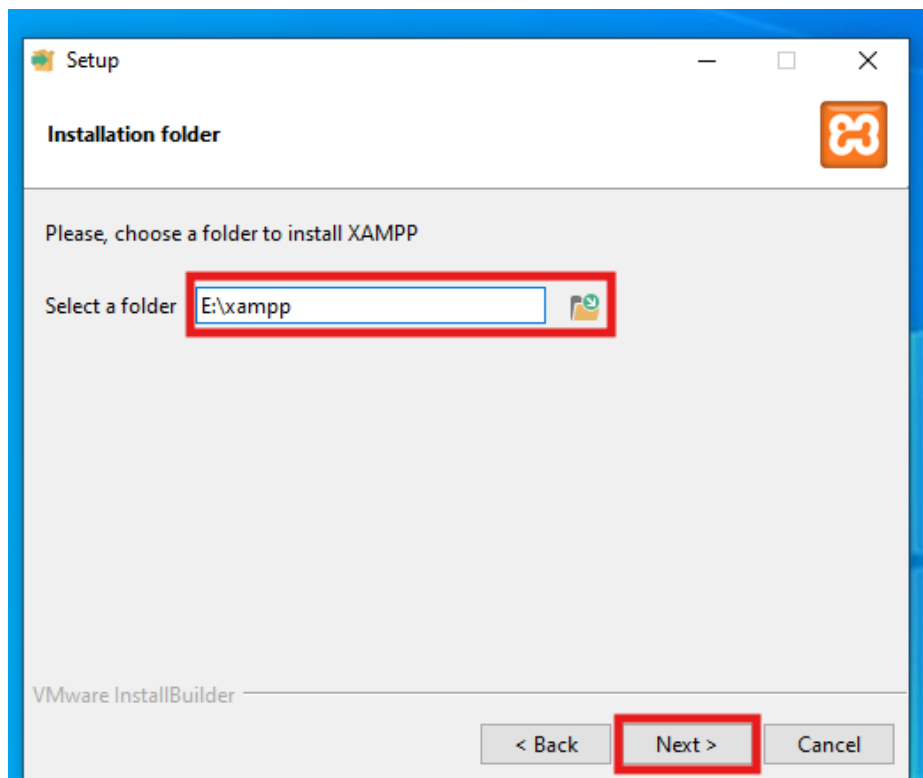 Setup
Installation folder
Please, choose a folder to install XAMPP
Select a folder E:\xampp
VMware InstallBuilder
< Back Next > Cancel